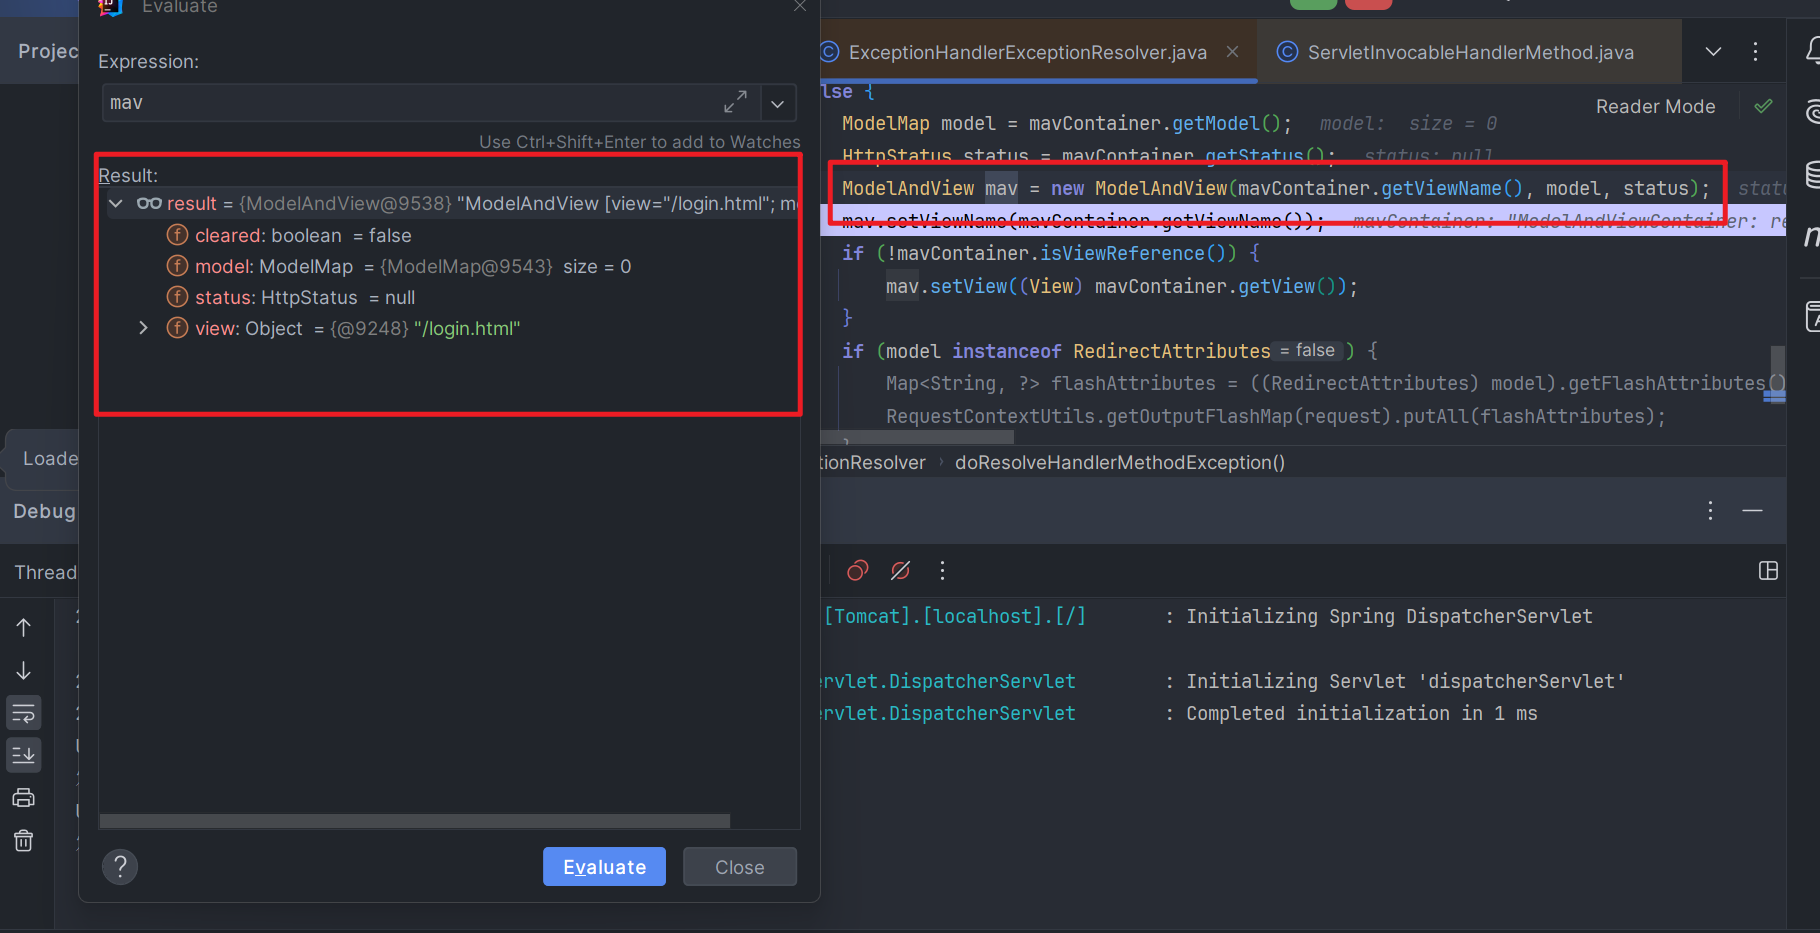 Evaluate
Projec
Expression:
mav
Use Ctrl+Shift+Enter to add to Watches
Result:
result = {ModelAndView@9538} "ModelAndView [view="/login.html"; m
cleared: boolean = false
model: ModelMap = {ModelMap@9543} size = 0
status: HttpStatus = null
view: Object = {@9248} "/login.html"
Evaluate
Close
?
ExceptionHandlerExceptionResolver.java
ServletInvocableHandlerMethod.java
Reader Mode
lse {
ModelMap model = mavContainer.getModel(); model: size = 0
HttpStatus status = mavContainer.getStatus(); status: null
ModelAndView mav = new ModelAndView(mavContainer.getViewName(), model, status); statu
mav.setViewName(mavContainer.getViewName()); mavContainer: "ModelAndViewContainer: re
if (!mavContainer.isViewReference()) {
mav.setView((View) mavContainer.getView());
}
if (model instanceof RedirectAttributes = false ) {
Map<String, ?> flashAttributes = ((RedirectAttributes) model).getFlashAttributes()
RequestContextUtils.getOutputFlashMap(request).putAll(flashAttributes);
tionResolver › doResolveHandlerMethodException()
Loade
Debug
Thread
[Tomcat].[localhost].[/] : Initializing Spring DispatcherServlet
ervlet.DispatcherServlet : Initializing Servlet 'dispatcherServlet'
ervlet.DispatcherServlet : Completed initialization in 1 ms